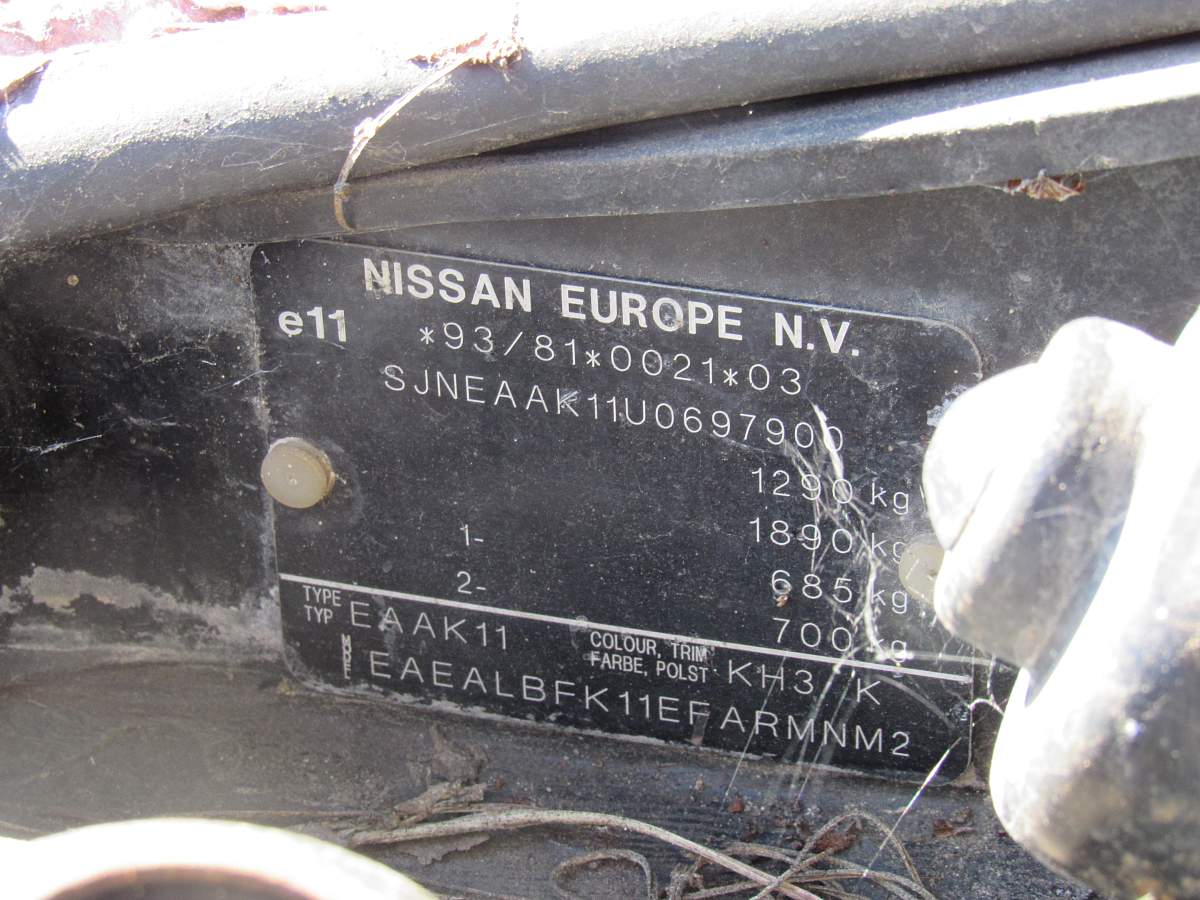 NISSAN EUROPE N.V.
e11 *93/81*0021*03
SJNEAAK11U0697900
1290 kg
1890 kg
1- 685 kg
2- 700 kg
TYPE
TYP EAAK11
COLOUR, TRIM
FARBE, POLST KH3 K
MODEL EAEALBFK11EFARMNM2